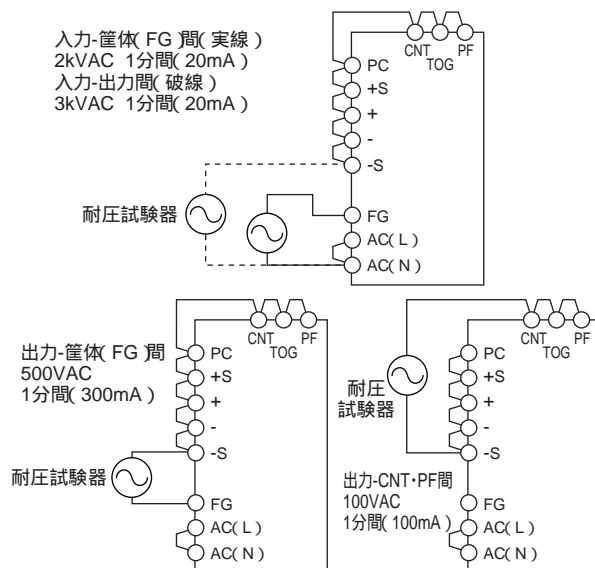 入力-筐体(FG)間(実線)
2kVAC 1分間(20mA)
入力-出力間(破線)
3kVAC 1分間(20mA)
CNT PF
TOG
PC
+S
+
-
-S
耐圧試験器
FG
AC(L)
AC(N)
出力-筐体(FG)間
500VAC
1分間(300mA)
耐圧試験器
CNT PF
TOG
PC
+S
+
-
-S
FG
AC(L)
AC(N)
耐圧
試験器
出力-CNT・PF間
100VAC
1分間(100mA)
CNT PF
TOG
PC
+S
+
-
-S
FG
AC(L)
AC(N)